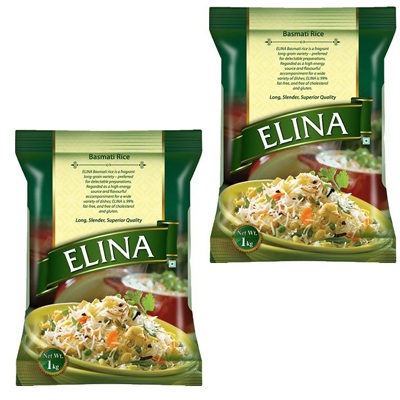 Basmati Rice
ELINA Basmati rice is a fragrant
long-grain variety – preferred
for delectable preparations.
Regarded as a high energy
source and flavourful
accompaniment for a wide
variety of dishes, ELINA is 99%
fat-free, and free of cholesterol
and gluten.
Long, Slender, Superior Quality
ELINA
Net Wt.
1kg
Basmati Rice
ELINA Basmati rice is a fragrant
long-grain variety – preferred
for delectable preparations.
Regarded as a high energy
source and flavourful
accompaniment for a wide
variety of dishes, ELINA is 99%
fat-free, and free of cholesterol
and gluten.
Long, Slender, Superior Quality
ELINA
Net Wt.
1kg